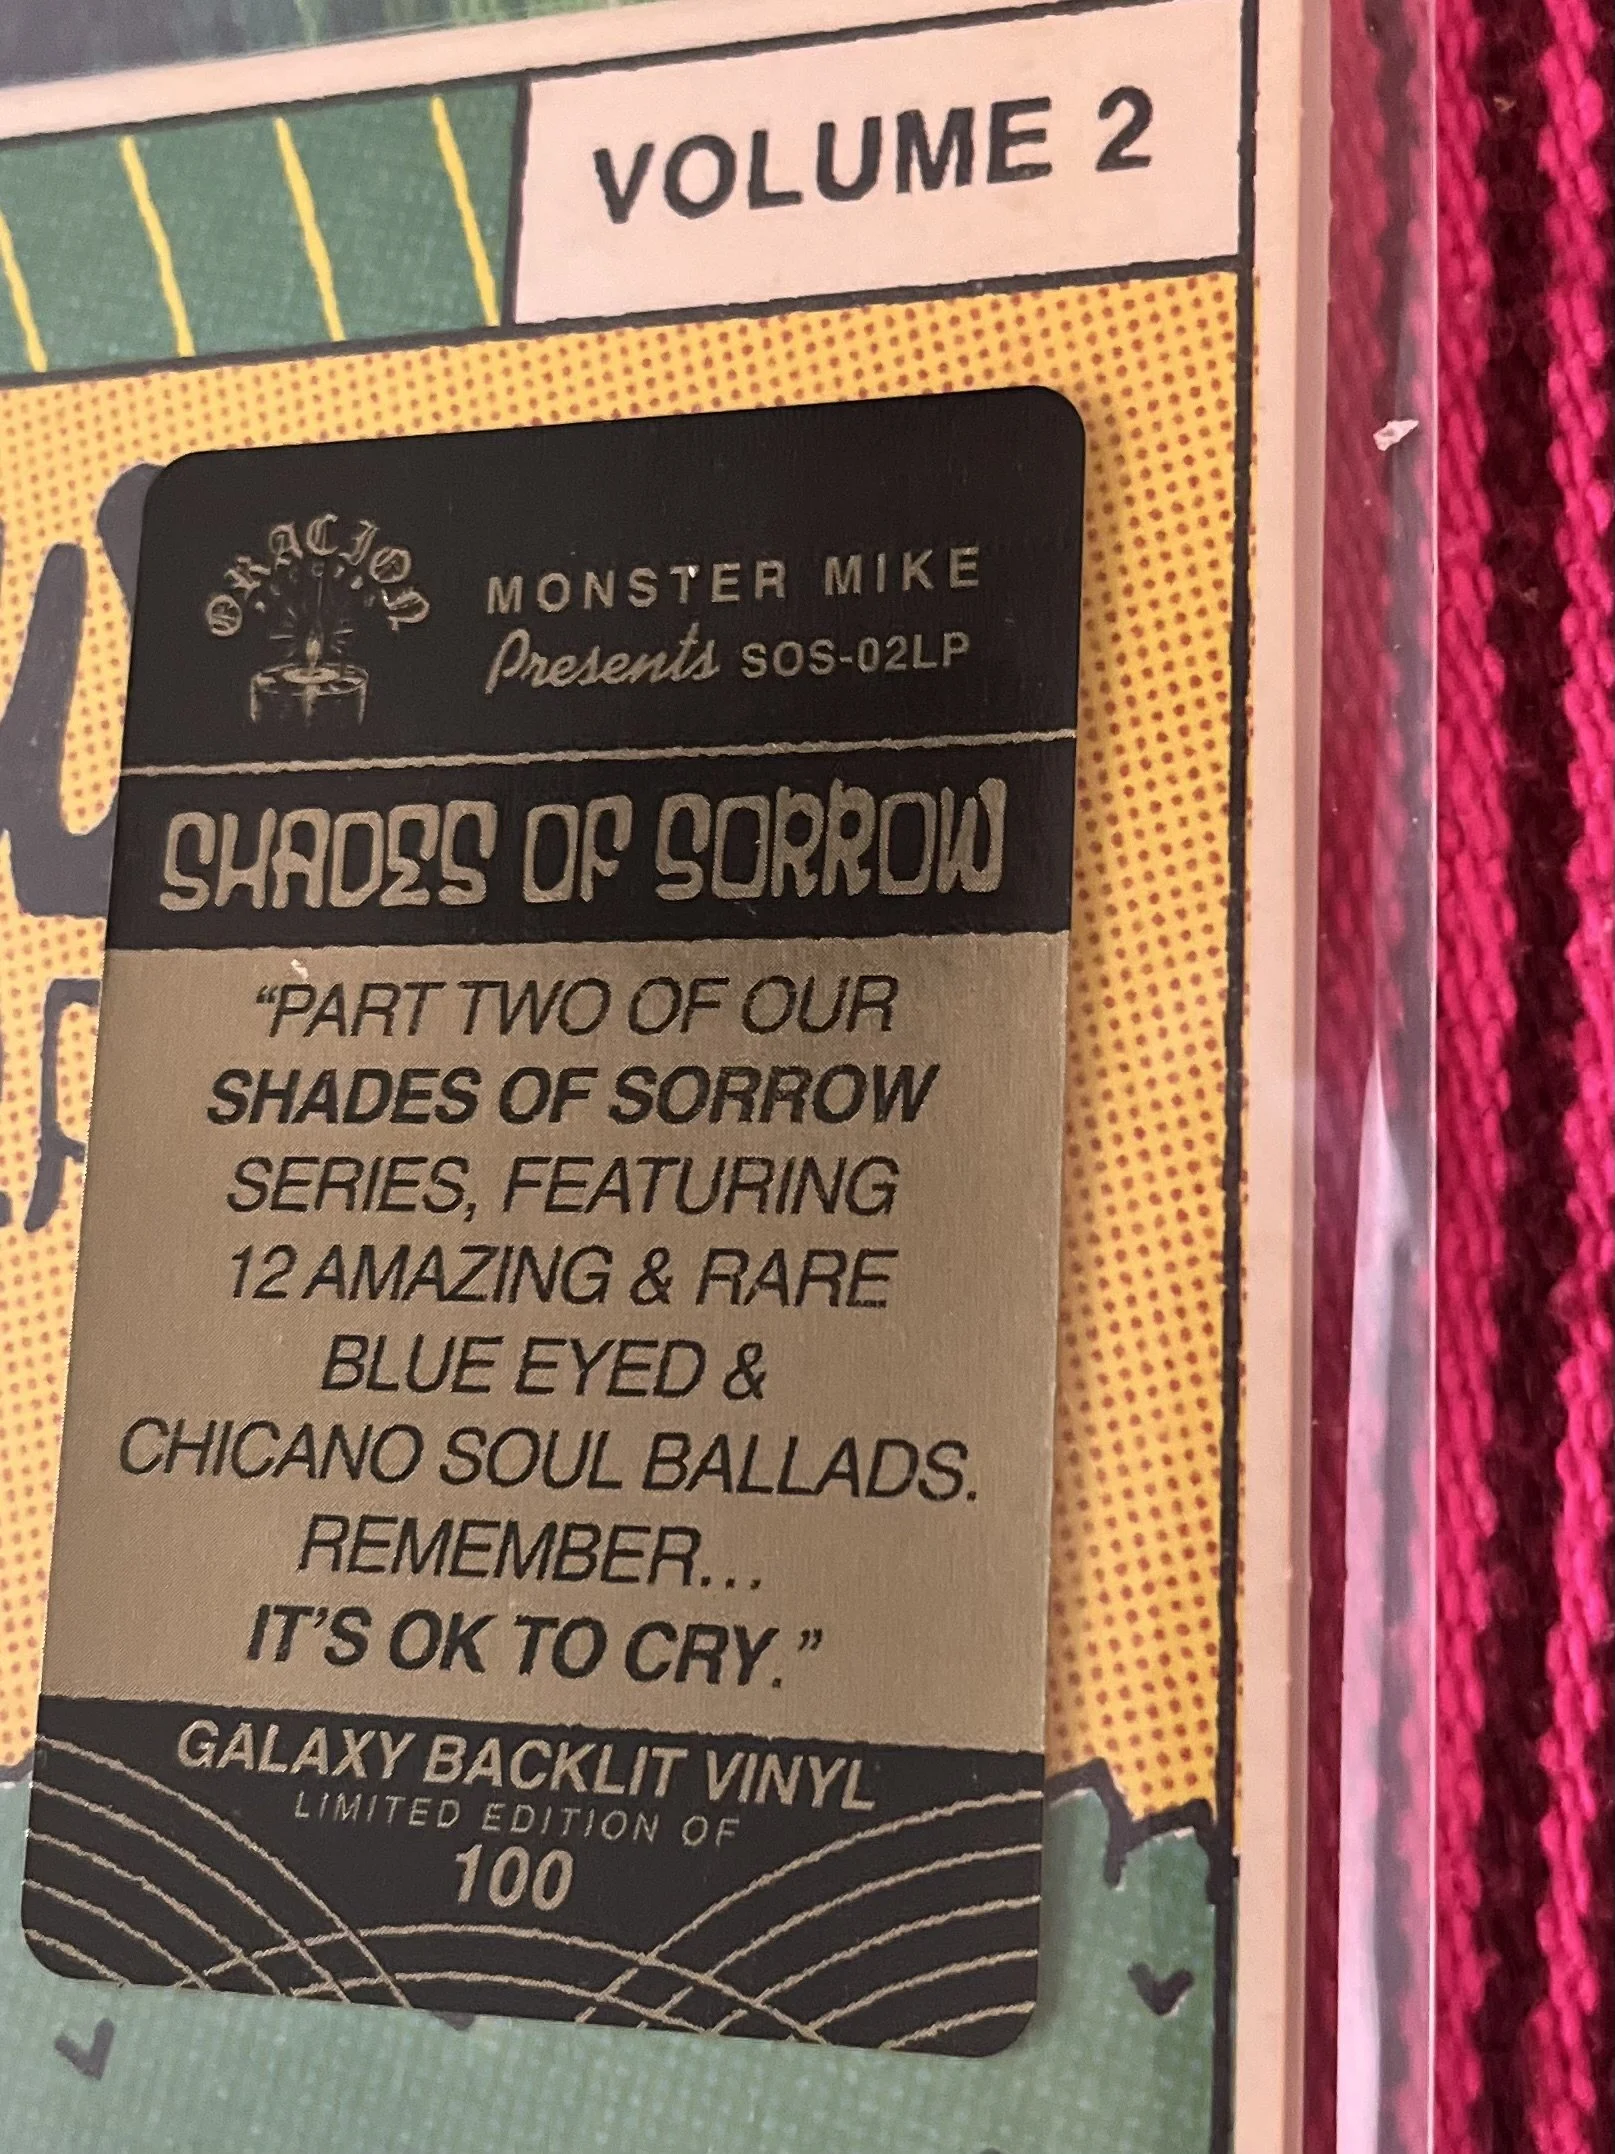 VOLUME 2
ORACION
MONSTER MIKE
Presents SOS-02LP
SHADES OF SORROW
“PART TWO OF OUR
SHADES OF SORROW
SERIES, FEATURING
12 AMAZING & RARE
BLUE EYED &
CHICANO SOUL BALLADS.
REMEMBER...
IT'S OK TO CRY.”
GALAXY BACKLIT VINYL
LIMITED EDITION OF
100